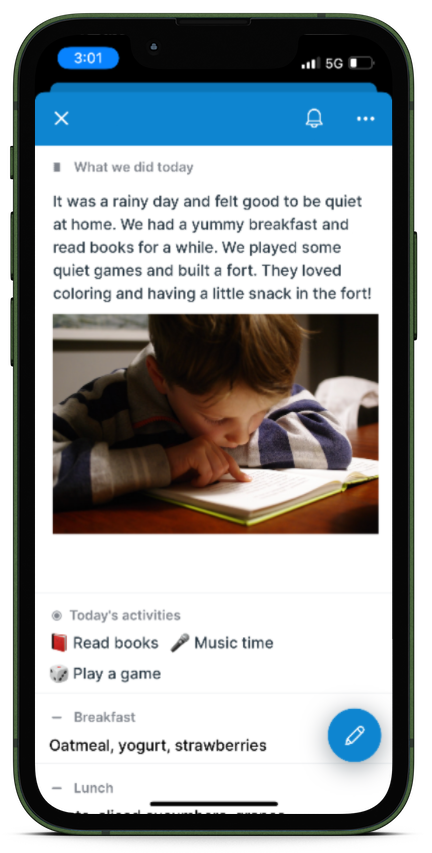 3:01
5G
What we did today
It was a rainy day and felt good to be quiet
at home. We had a yummy breakfast and
read books for a while. We played some
quiet games and built a fort. They loved
coloring and having a little snack in the fort!
Today's activities
Read books Music time
Play a game
Breakfast
Oatmeal, yogurt, strawberries
Lunch
sliced cucumbers, grapes